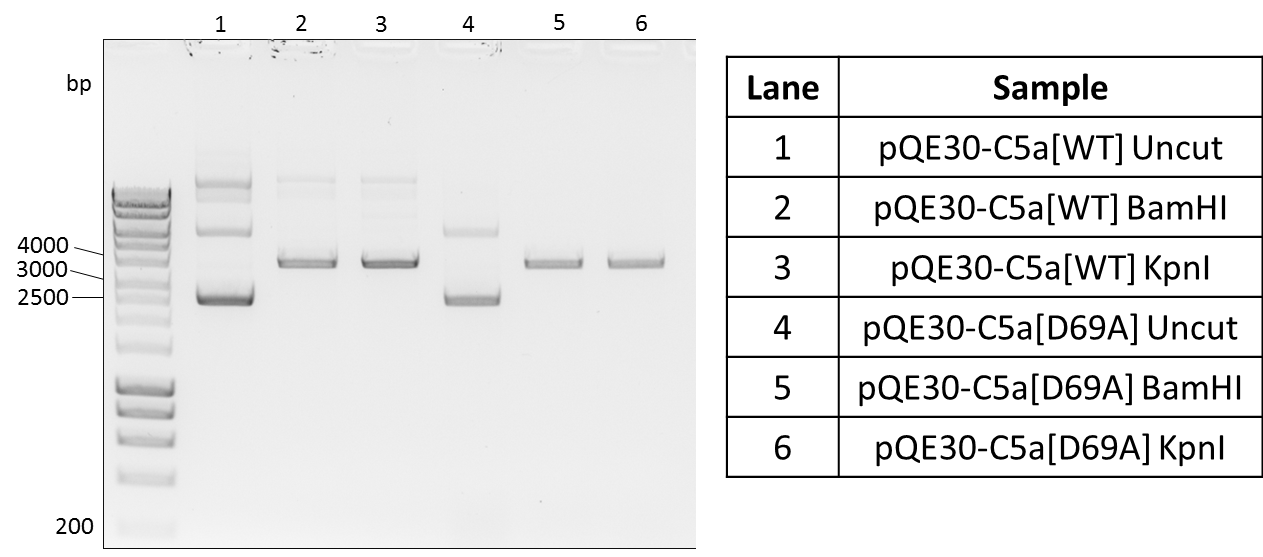 1 2 3 4 5 6
bp
4000
3000
2500
200
Lane Sample
1 pQE30-C5a[WT] Uncut
2 pQE30-C5a[WT] BamHI
3 pQE30-C5a[WT] KpnI
4 pQE30-C5a[D69A] Uncut
5 pQE30-C5a[D69A] BamHI
6 pQE30-C5a[D69A] KpnI